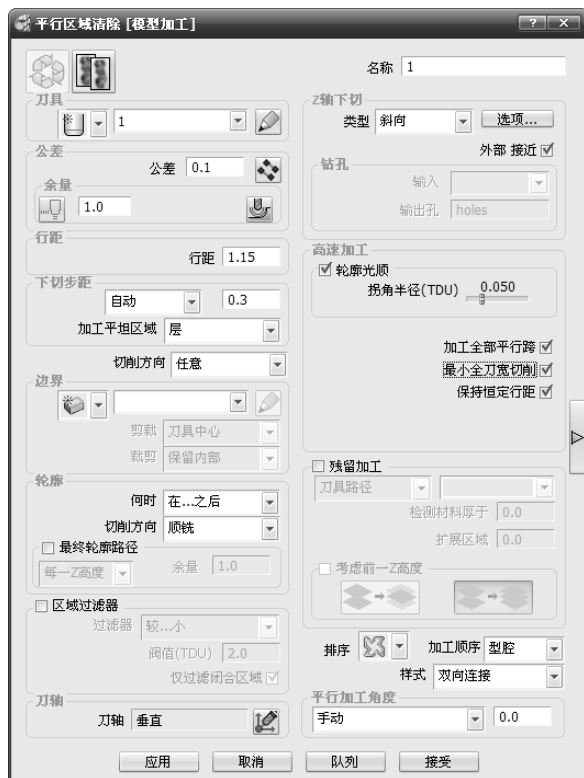 平行区域清除 [模型加工]
名称 1
刀具
1
公差
公差 0.1
余量
1.0
行距
行距 1.15
下切步距
自动 0.3
加工平坦区域 层
切削方向 任意
边界
剪裁 刀具中心
裁剪 保留内部
轮廓
何时 在...之后
切削方向 顺铣
最终轮廓路径
每一Z高度 余量 1.0
区域过滤器
过滤器 较...小
阀值(TDU) 2.0
仅过滤闭合区域
刀轴
刀轴 垂直
Z轴下切
类型 斜向 选项...
外部 接近
钻孔
输入
输出孔 holes
高速加工
轮廓光顺
拐角半径(TDU) 0.050
加工全部平行跨
最小全刀宽切削
保持恒定行距
残留加工
刀具路径
检测材料厚于 0.0
扩展区域 0.0
考虑前一Z高度
排序 加工顺序 型腔
样式 双向连接
平行加工角度
手动 0.0
应用 取消 队列 接受